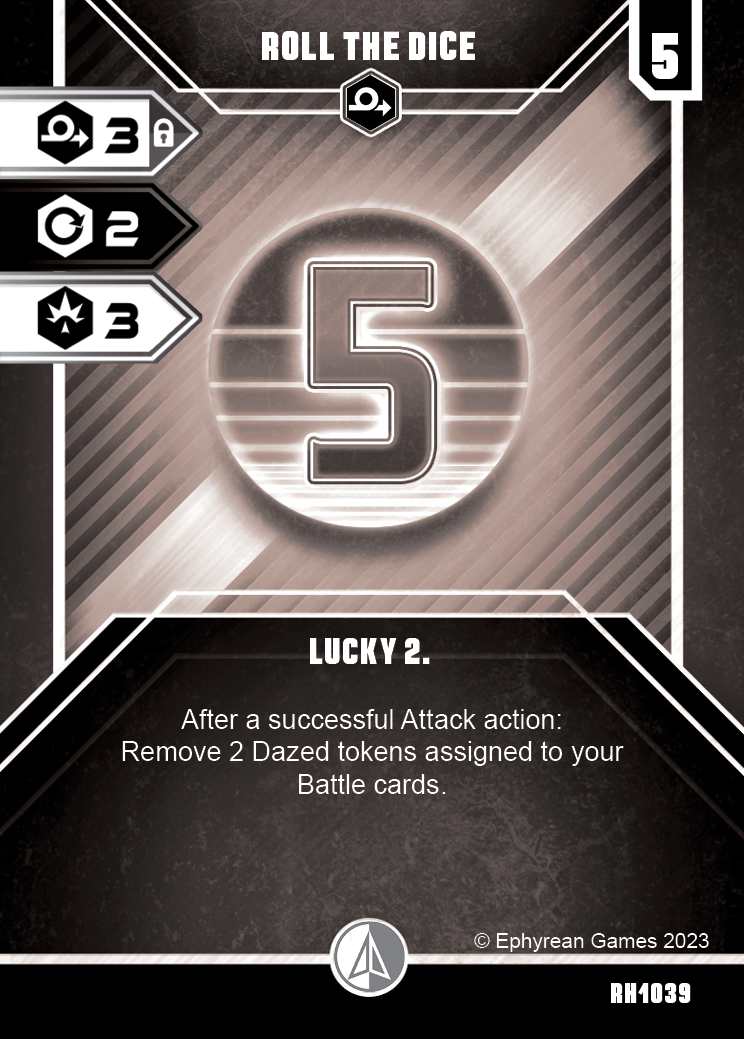 ROLL THE DICE
5
3
2
3
5
LUCKY 2.
After a successful Attack action:
Remove 2 Dazed tokens assigned to your
Battle cards.
© Ephyrean Games 2023
RH1039